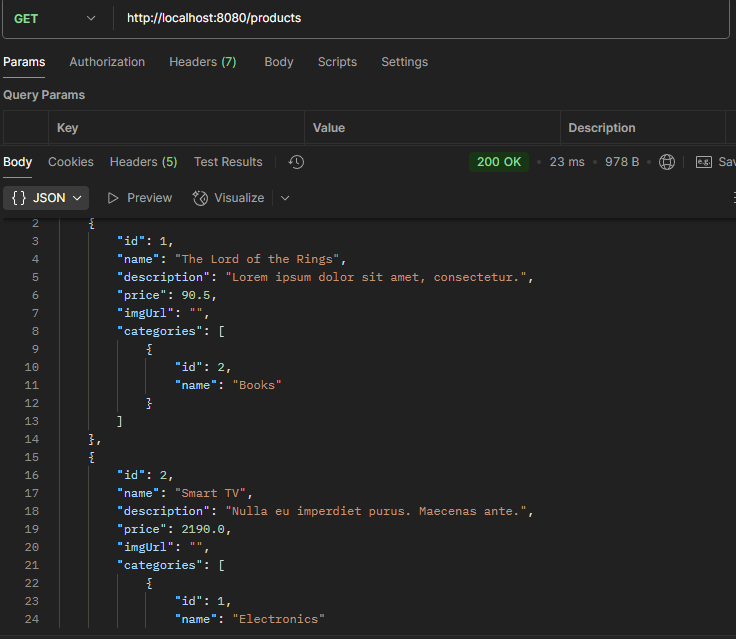 GET http://localhost:8080/products
Params Authorization Headers (7) Body Scripts Settings
Query Params
Key Value Description
Body Cookies Headers (5) Test Results 200 OK • 23 ms • 978 B • e.g. Sav
{} JSON Preview Visualize
2 {
3 "id": 1,
4 "name": "The Lord of the Rings",
5 "description": "Lorem ipsum dolor sit amet, consectetur.",
6 "price": 90.5,
7 "imgUrl": "",
8 "categories": [
9 {
10 "id": 2,
11 "name": "Books"
12 }
13 ]
14 },
15 {
16 "id": 2,
17 "name": "Smart TV",
18 "description": "Nulla eu imperdiet purus. Maecenas ante.",
19 "price": 2190.0,
20 "imgUrl": "",
21 "categories": [
22 {
23 "id": 1,
24 "name": "Electronics"